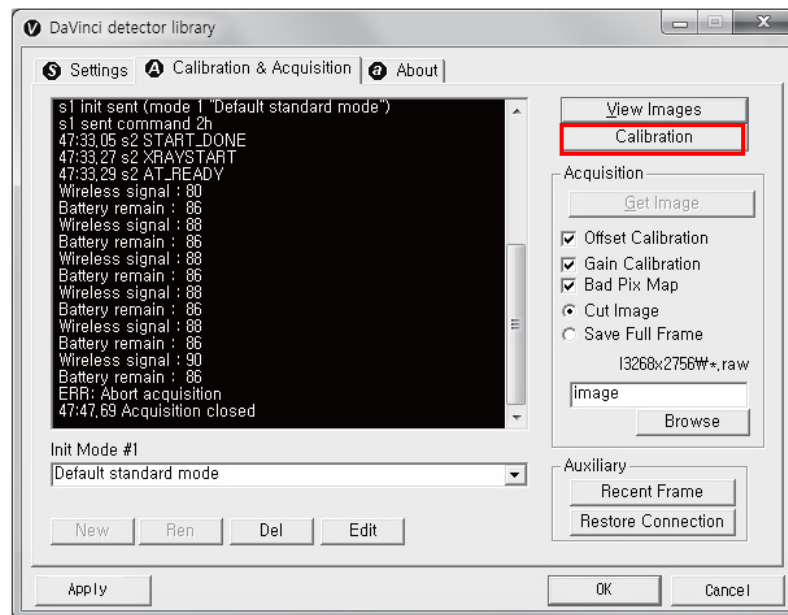 DaVinci detector library
Settings
Calibration & Acquisition
About
s1 init sent (mode 1 "Default standard mode")
s1 sent command 2h
47:33,05 s2 START_DONE
47:33,27 s2 XRAYSTART
47:33,29 s2 AT_READY
Wireless signal : 80
Battery remain : 86
Wireless signal : 88
Battery remain : 86
Wireless signal : 88
Battery remain : 86
Wireless signal : 88
Battery remain : 86
Wireless signal : 88
Battery remain : 86
Wireless signal : 90
Battery remain : 86
ERR: Abort acquisition
47:47,69 Acquisition closed
Init Mode #1
Default standard mode
New
Ren
Del
Edit
View Images
Calibration
Acquisition
Get Image
Offset Calibration
Gain Calibration
Bad Pix Map
Cut Image
Save Full Frame
I3268x2756₩*,raw
image
Browse
Auxiliary
Recent Frame
Restore Connection
Apply
OK
Cancel